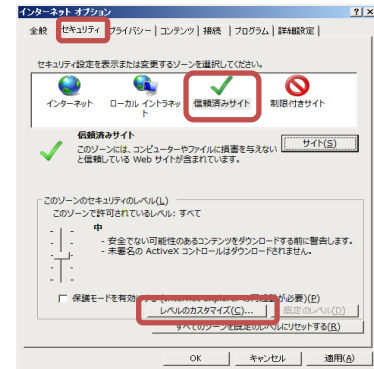 インターネット オプション
全般 セキュリティ プライバシー コンテンツ 接続 プログラム 詳細設定
セキュリティ設定を表示または変更するゾーンを選択してください。
インターネット ローカル イントラネット 信頼済みサイト 制限付きサイト
信頼済みサイト
このゾーンには、コンピューターやファイルに損害を与えない
と信頼している Web サイトが含まれています。
サイト(S)
このゾーンのセキュリティのレベル(L)
このゾーンで許可されているレベル: すべて
中
- 安全でない可能性のあるコンテンツをダウンロードする前に警告します。
- 未署名の ActiveX コントロールはダウンロードされません。
保護モードを有効にする (Internet Explorer の再起動が必要)(P)
レベルのカスタマイズ(C)... 既定のレベル(D)
すべてのゾーンを既定のレベルにリセットする(R)
OK キャンセル 適用(A)